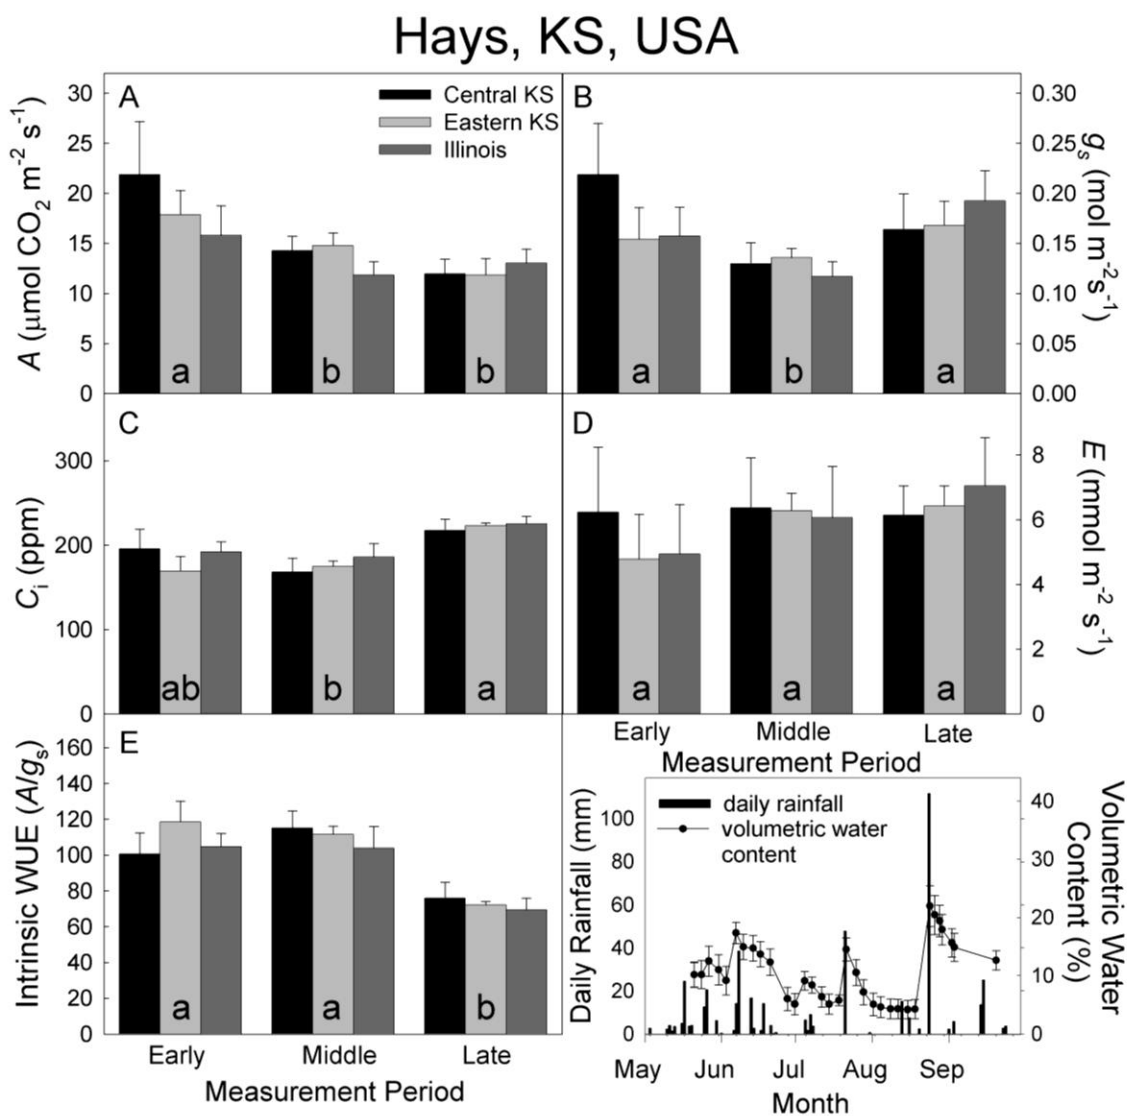 Hays, KS, USA
A
Central KS
Eastern KS
Illinois
30
25
20
15
10
5
0
A (μmol CO2 m-2 s-1)
a
b
b
B
0.30
0.25
0.20
0.15
0.10
0.05
0.00
gs (mol m-2s-1)
a
b
a
C
300
200
100
0
Ci (ppm)
ab
b
a
D
8
6
4
2
0
E (mmol m-2 s-1)
a
a
a
Early
Middle
Late
Measurement Period
E
160
140
120
100
80
60
40
20
0
Intrinsic WUE (A/gs)
a
a
b
Early
Middle
Late
Measurement Period
daily rainfall
volumetric water
content
100
80
60
40
20
0
Daily Rainfall (mm)
40
30
20
10
0
Volumetric Water
Content (%)
May
Jun
Jul
Aug
Sep
Month